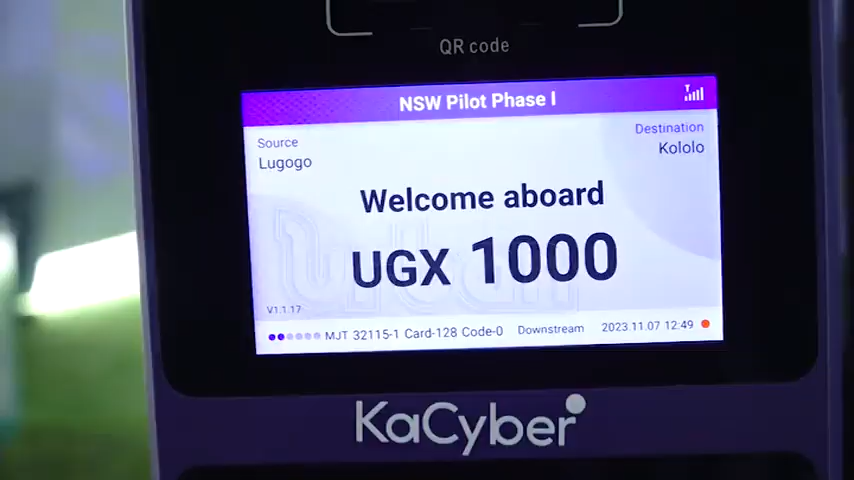 QR code
NSW Pilot Phase I
Source
Destination
Lugogo
Kololo
Welcome aboard
UGX 1000
Urban
V1.1.17
MJT 32115-1 Card-128 Code-0 Downstream 2023.11.07 12:49
KaCyber